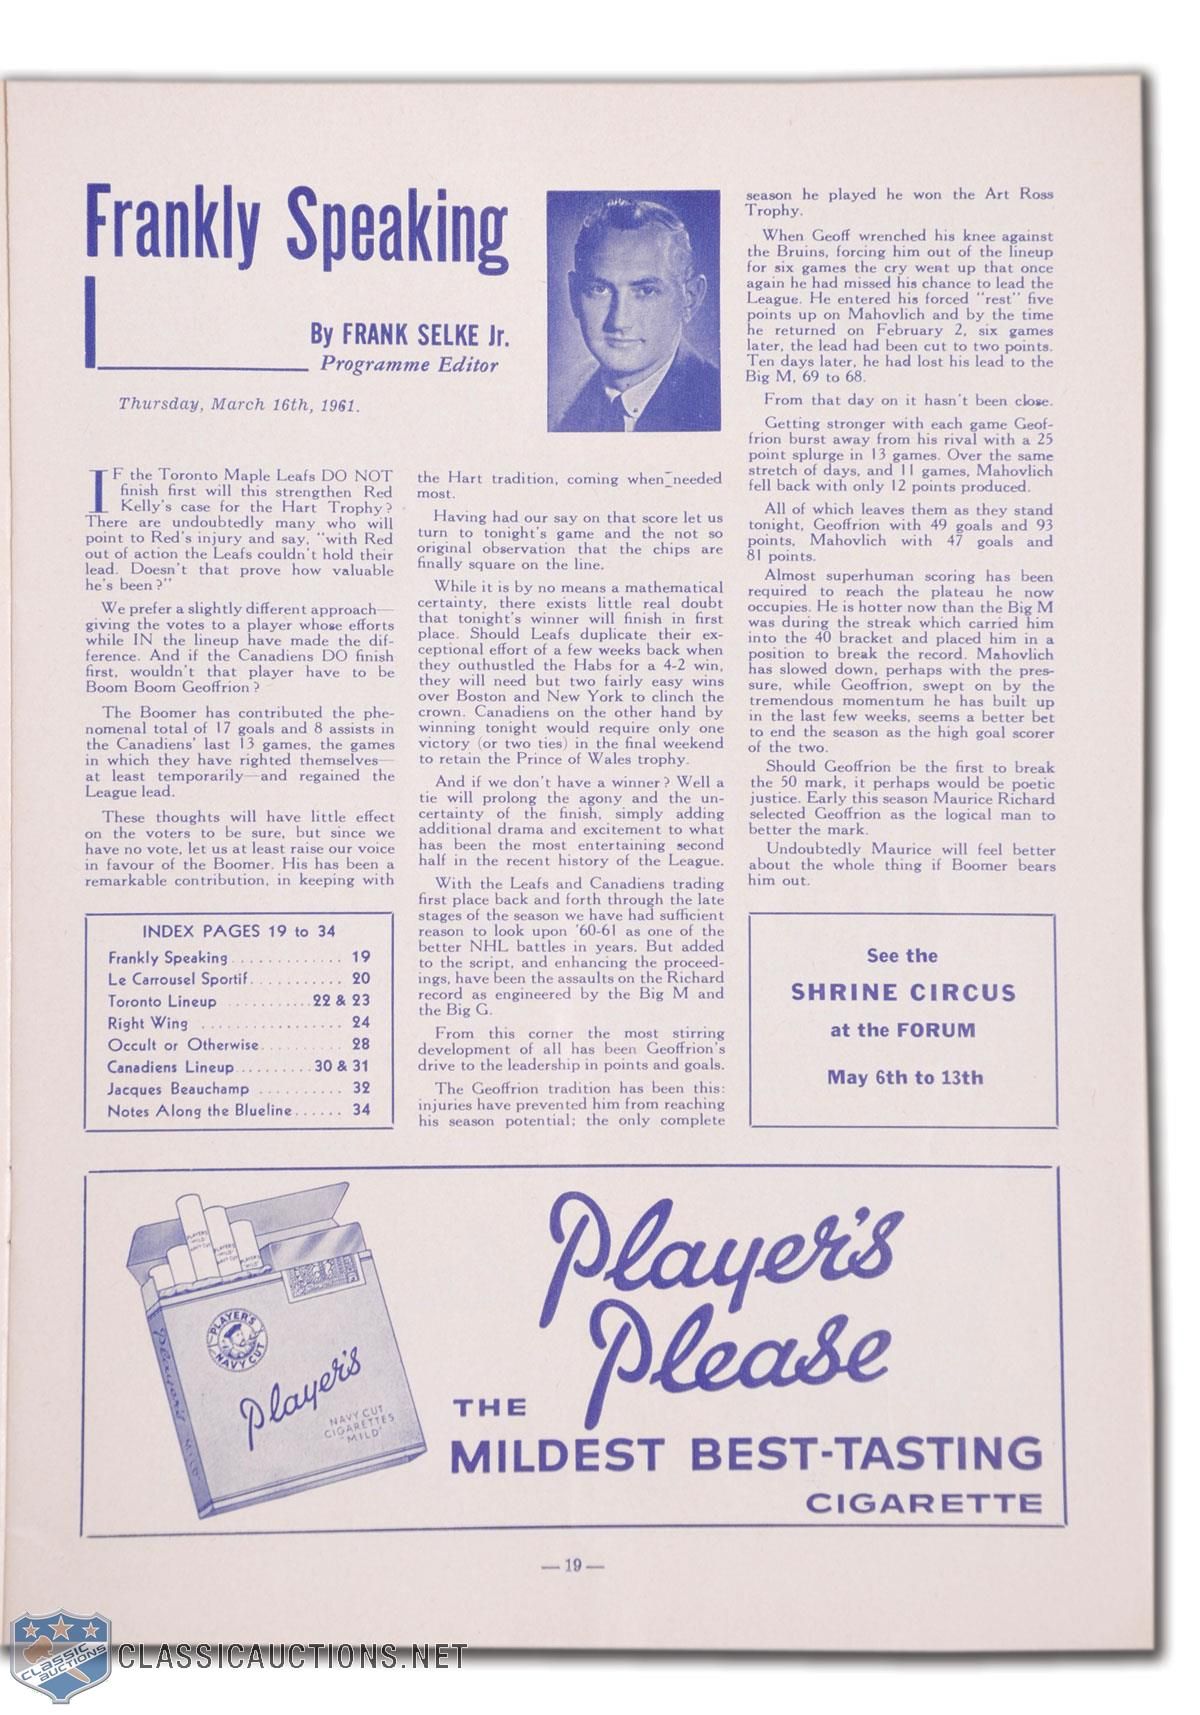 Frankly Speaking
By FRANK SELKE Jr.
Programme Editor
Thursday, March 16th, 1961.
IF the Toronto Maple Leafs DO NOT
finish first will this strengthen Red
Kelly's case for the Hart Trophy?
There are undoubtedly many who will
point to Red's injury and say, "with Red
out of action the Leafs couldn't hold their
lead. Doesn't that prove how valuable
he's been?"
We prefer a slightly different approach—
giving the votes to a player whose efforts
while IN the lineup have made the dif-
ference. And if the Canadiens DO finish
first, wouldn't that player have to be
Boom Boom Geoffrion?
The Boomer has contributed the phe-
nomenal total of 17 goals and 8 assists in
the Canadiens' last 13 games, the games
in which they have righted themselves—
at least temporarily—and regained the
League lead.
These thoughts will have little effect
on the voters to be sure, but since we
have no vote, let us at least raise our voice
in favour of the Boomer. His has been a
remarkable contribution, in keeping with
the Hart tradition, coming when needed
most.
Having had our say on that score let us
turn to tonight's game and the not so
original observation that the chips are
finally square on the line.
While it is by no means a mathematical
certainty, there exists little real doubt
that tonight's winner will finish in first
place. Should Leafs duplicate their ex-
ceptional effort of a few weeks back when
they outhustled the Habs for a 4-2 win,
they will need but two fairly easy wins
over Boston and New York to clinch the
crown. Canadiens on the other hand by
winning tonight would require only one
victory (or two ties) in the final weekend
to retain the Prince of Wales trophy.
And if we don't have a winner? Well a
tie will prolong the agony and the un-
certainty of the finish, simply adding
additional drama and excitement to what
has been the most entertaining second
half in the recent history of the League.
With the Leafs and Canadiens trading
first place back and forth through the late
stages of the season we have had sufficient
reason to look upon '60-61 as one of the
better NHL battles in years. But added
to the script, and enhancing the proceed-
ings, have been the assaults on the Richard
record as engineered by the Big M and
the Big G.
From this corner the most stirring
development of all has been Geoffrion's
drive to the leadership in points and goals.
The Geoffrion tradition has been this:
injuries have prevented him from reaching
his season potential; the only complete
season he played he won the Art Ross
Trophy.
When Geoff wrenched his knee against
the Bruins, forcing him out of the lineup
for six games the cry went up that once
again he had missed his chance to lead the
League. He entered his forced "rest" five
points up on Mahovlich and by the time
he returned on February 2, six games
later, the lead had been cut to two points.
Ten days later, he had lost his lead to the
Big M, 69 to 68.
From that day on it hasn't been close.
Getting stronger with each game Geof-
frion burst away from his rival with a 25
point splurge in 13 games. Over the same
stretch of days, and 11 games, Mahovlich
fell back with only 12 points produced.
All of which leaves them as they stand
tonight, Geoffrion with 49 goals and 93
points, Mahovlich with 47 goals and
81 points.
Almost superhuman scoring has been
required to reach the plateau he now
occupies. He is hotter now than the Big M
was during the streak which carried him
into the 40 bracket and placed him in a
position to break the record. Mahovlich
has slowed down, perhaps with the pres-
sure, while Geoffrion, swept on by the
tremendous momentum he has built up
in the last few weeks, seems a better bet
to end the season as the high goal scorer
of the two.
Should Geoffrion be the first to break
the 50 mark, it perhaps would be poetic
justice. Early this season Maurice Richard
selected Geoffrion as the logical man to
better the mark.
Undoubtedly Maurice will feel better
about the whole thing if Boomer bears
him out.
INDEX PAGES 19 to 34
Frankly Speaking............. 19
Le Carrousel Sportif........... 20
Toronto Lineup ...........22 & 23
Right Wing ................. 24
Occult or Otherwise.......... 28
Canadiens Lineup..........30 & 31
Jacques Beauchamp .......... 32
Notes Along the Blueline...... 34
See the
SHRINE CIRCUS
at the FORUM
May 6th to 13th
PLAYER'S
NAVY CUT
Player's
NAVY CUT
CIGARETTES
"MILD"
Player's
MILD
Player's
Please
THE
MILDEST BEST-TASTING
CIGARETTE
— 19 —
CLASSIC
AUCTIONS
CLASSICAUCTIONS.NET